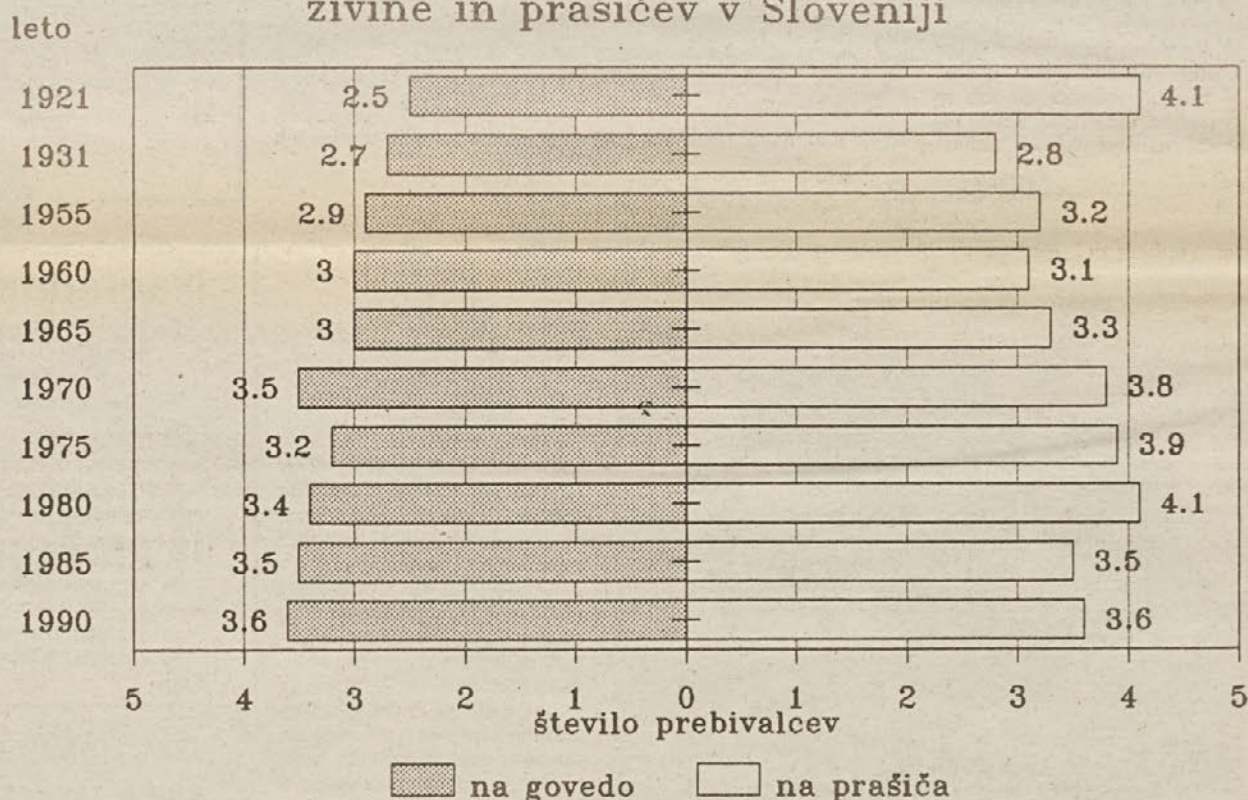 živine in prašičev v Sloveniji
leto
1921 2.5 4.1
1931 2.7 2.8
1955 2.9 3.2
1960 3 3.1
1965 3 3.3
1970 3.5 3.8
1975 3.2 3.9
1980 3.4 4.1
1985 3.5 3.5
1990 3.6 3.6
5 4 3 2 1 0 1 2 3 4 5
število prebivalcev
na govedo na prašiča